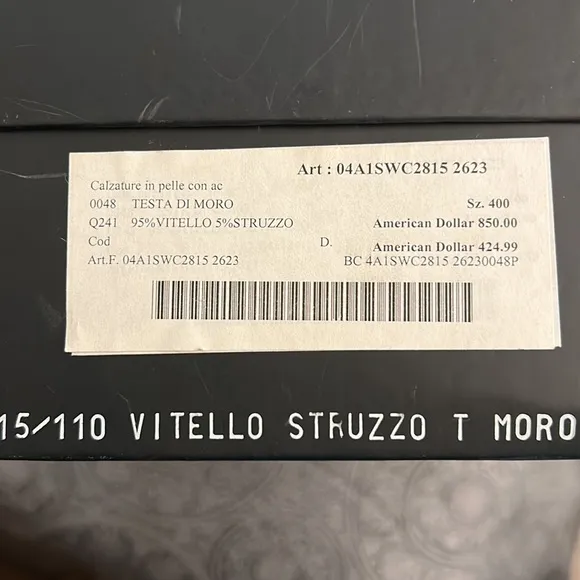 Art : 04A1SWC2815 2623
Calzature in pelle con ac
0048 TESTA DI MORO Sz. 400
Q241 95%VITELLO 5%STRUZZO American Dollar 850.00
Cod D. American Dollar 424.99
Art.F. 04A1SWC2815 2623 BC 4A1SWC2815 26230048P
15/110 VITELLO STRUZZO T MORO